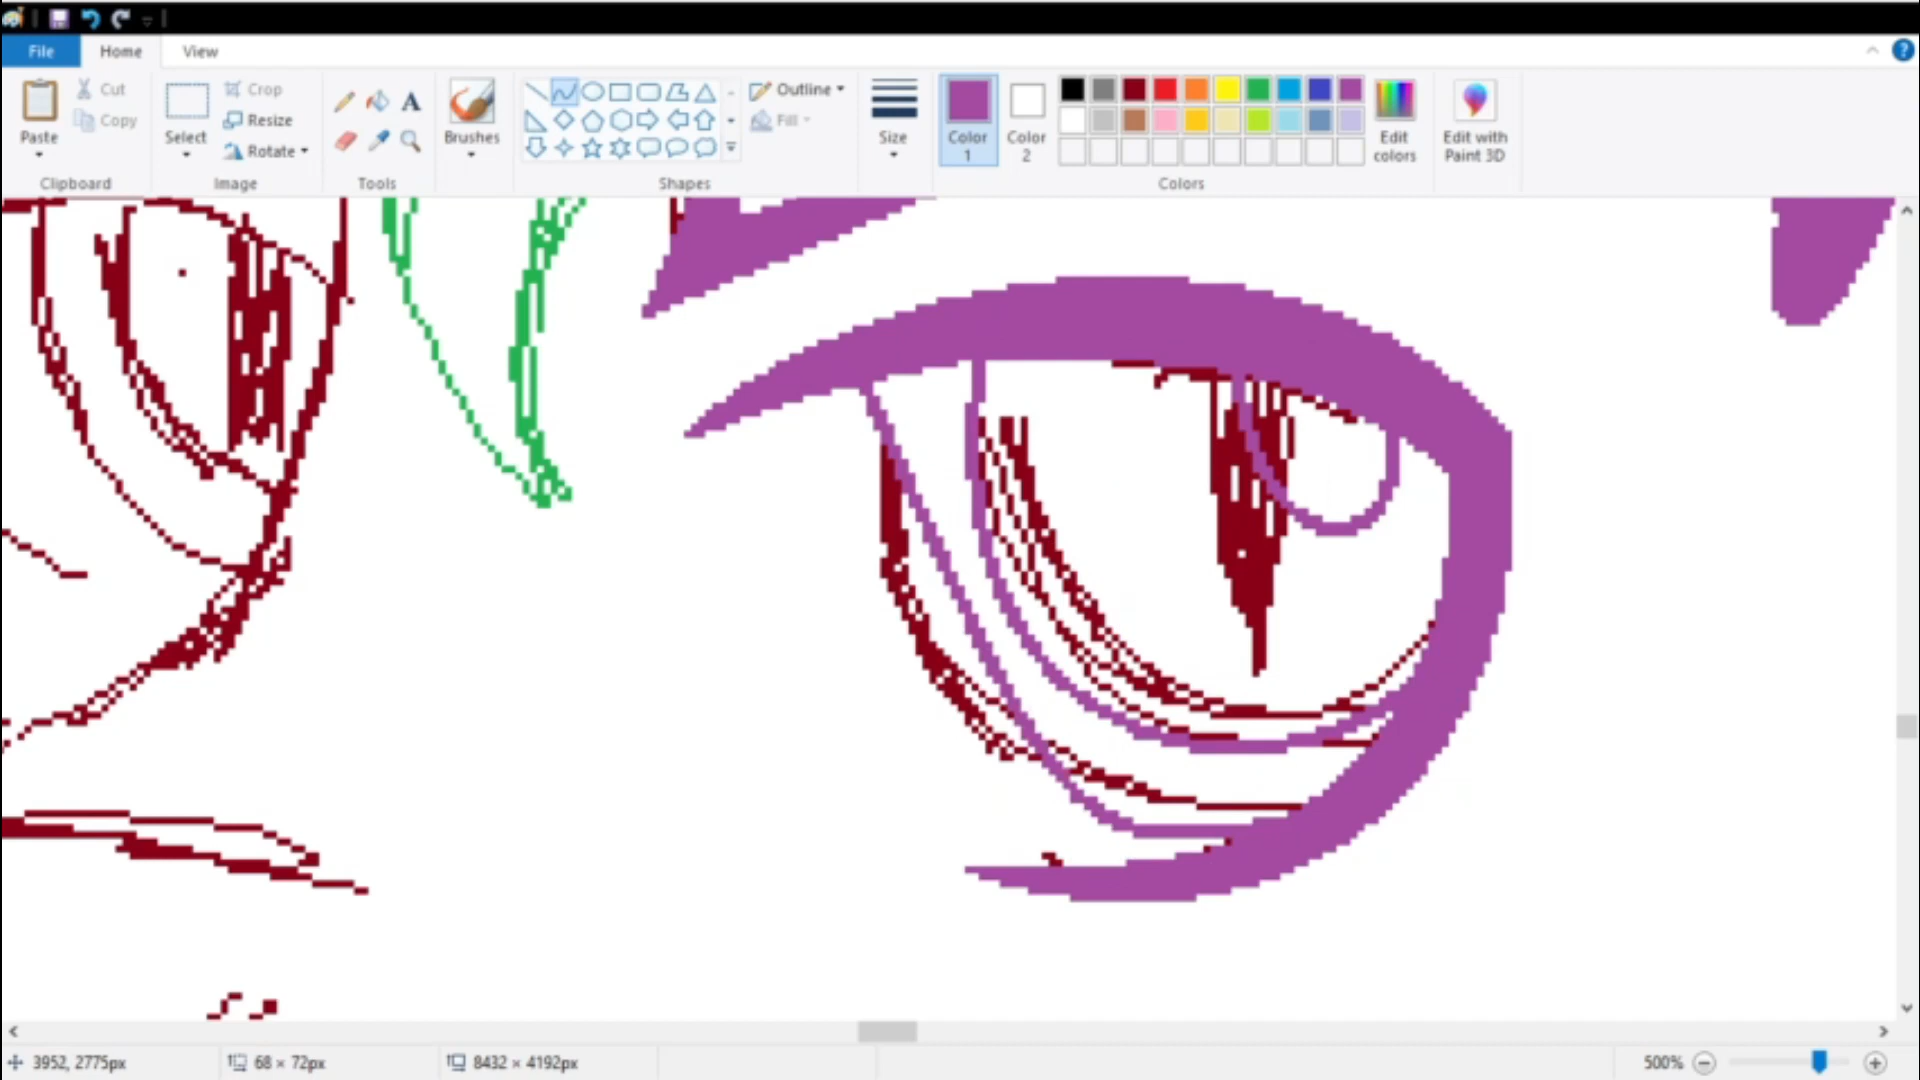 File Home View
Paste
Cut
Copy
Clipboard
Select
Crop
Resize
Rotate
Image
A
Tools
Brushes
Shapes
Outline
Fill
Size
Color 1
Color 2
Colors
Edit colors
Edit with Paint 3D
3952, 2775px 68 × 72px 8432 × 4192px 500%